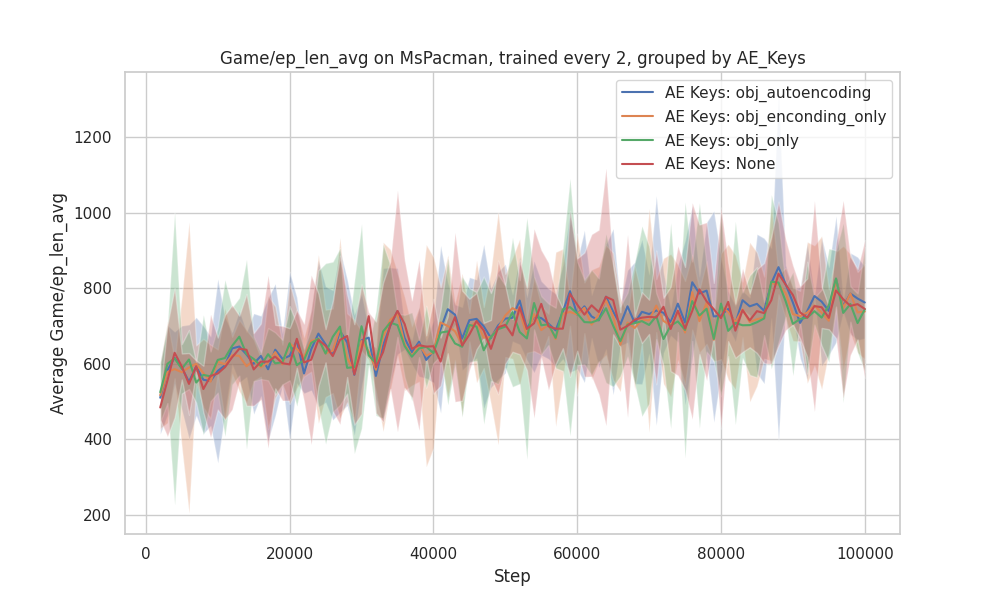 Game/ep_len_avg on MsPacman, trained every 2, grouped by AE_Keys
AE Keys: obj_autoencoding
AE Keys: obj_enconding_only
AE Keys: obj_only
AE Keys: None
Average Game/ep_len_avg
1200
1000
800
600
400
200
0
20000
40000
60000
80000
100000
Step